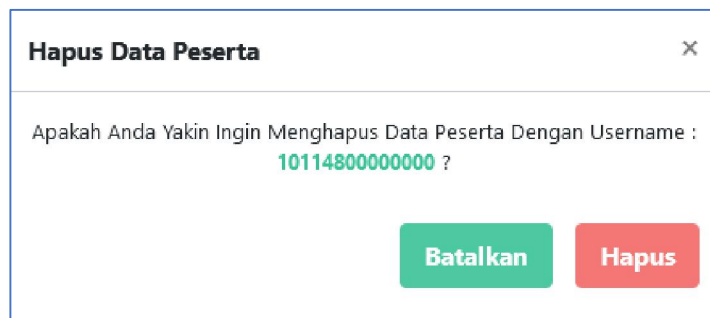 Hapus Data Peserta ×
Apakah Anda Yakin Ingin Menghapus Data Peserta Dengan Username :
10114800000000 ?
Batalkan Hapus